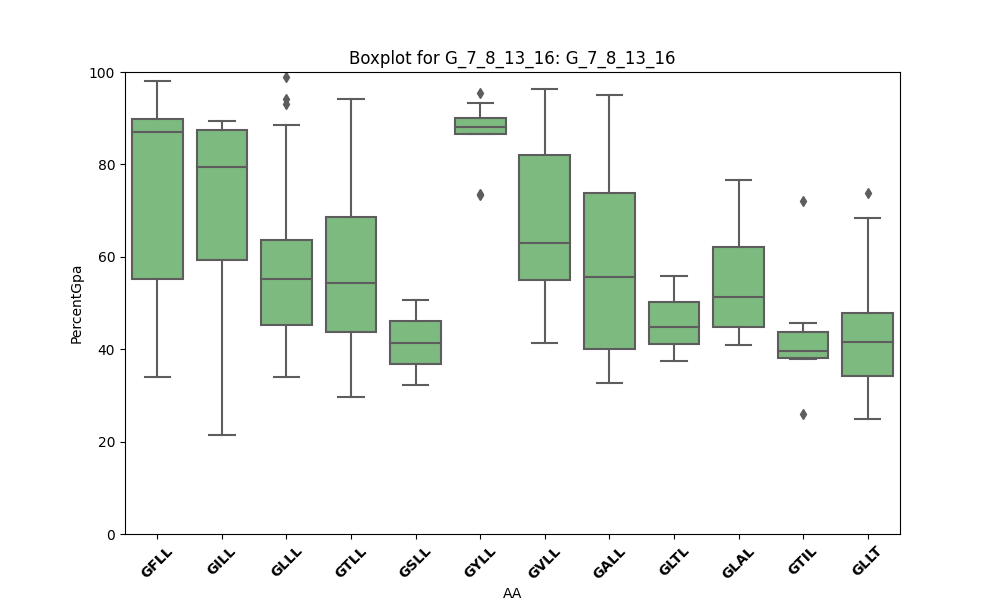 Boxplot for G_7_8_13_16: G_7_8_13_16
PercentGpa
100
80
60
40
20
0
GFLL GILL GLLL GTLL GSLL GYLL GVLL GALL GLTL GLAL GTIL GLLT
AA